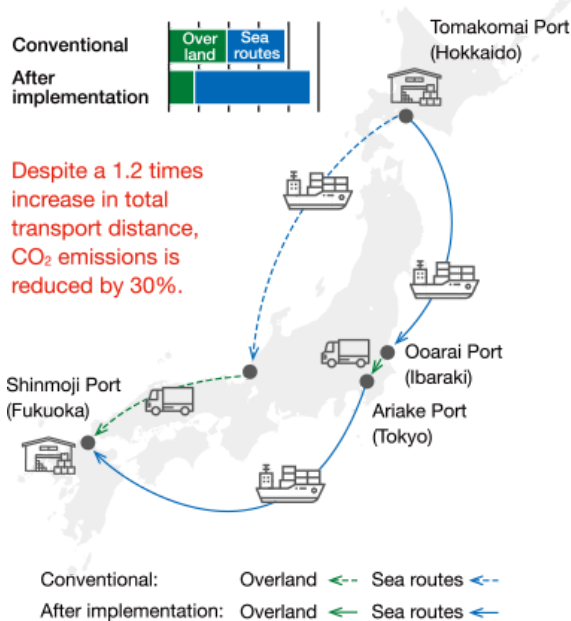 Tomakomai Port
(Hokkaido)
Conventional
Over
land
Sea
routes
After
implementation
Despite a 1.2 times
increase in total
transport distance,
CO₂ emissions is
reduced by 30%.
Ooarai Port
(Ibaraki)
Shinmoji Port
(Fukuoka)
Ariake Port
(Tokyo)
Conventional: Overland Sea routes
After implementation: Overland Sea routes